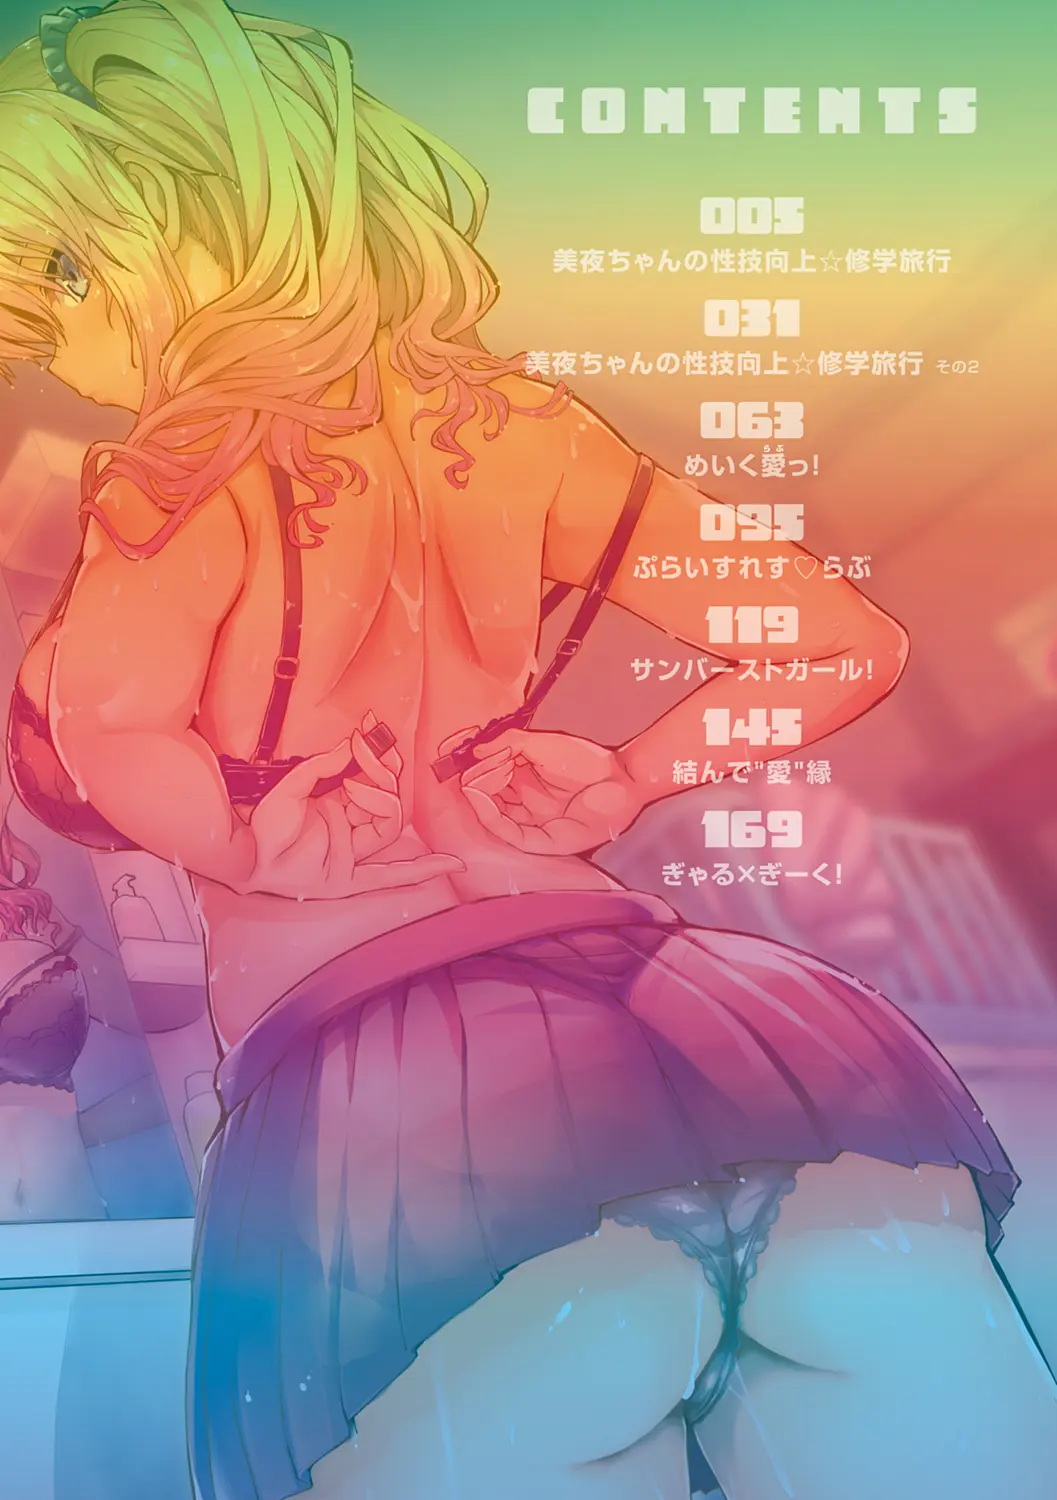 CONTENTS
005
美夜ちゃんの性技向上☆修学旅行
031
美夜ちゃんの性技向上☆修学旅行 その2
063
らぶ
めいく愛っ!
095
ぷらいすれす♡らぶ
119
サンバーストガール!
145
結んで"愛"縁
169
ぎゃる×ぎーく!